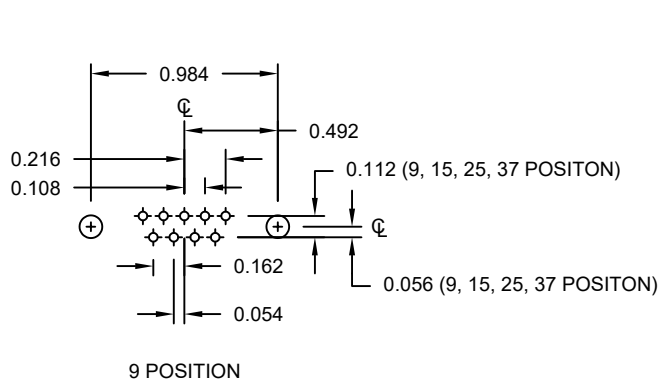 0.984
℄
0.492
0.216
0.112 (9, 15, 25, 37 POSITON)
0.108
℄
0.162
0.056 (9, 15, 25, 37 POSITON)
0.054
9 POSITION